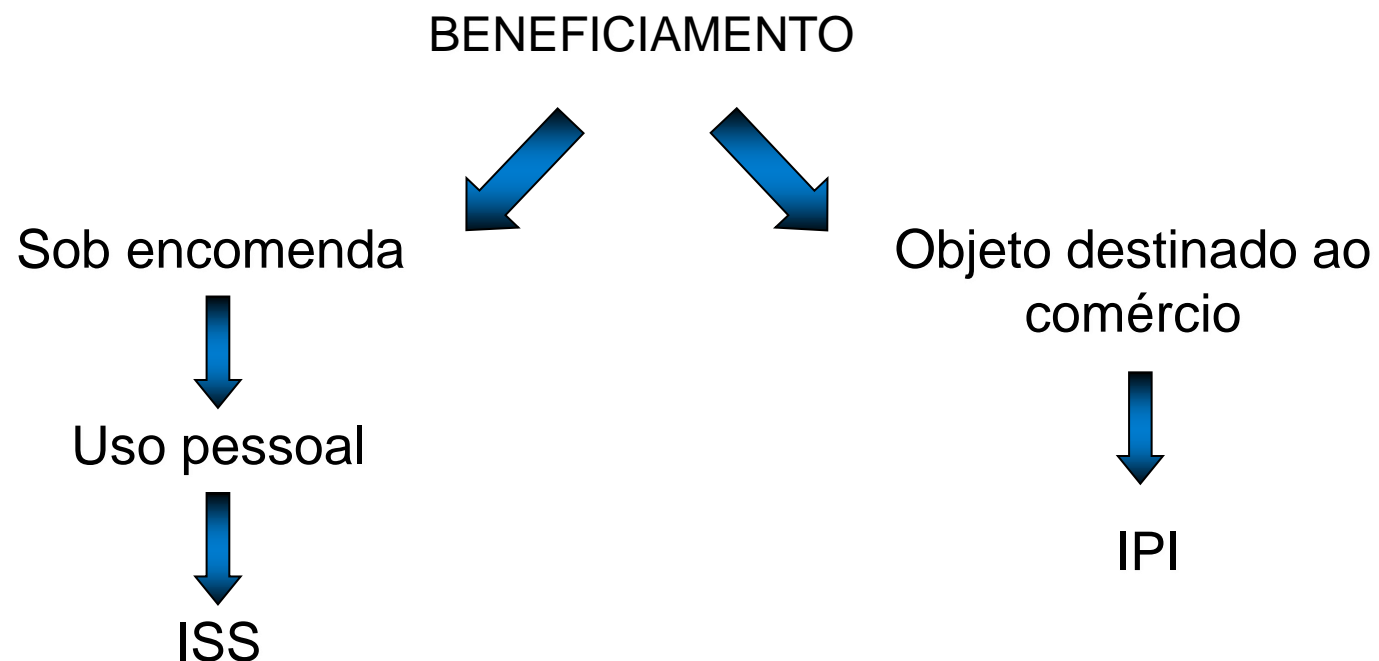 BENEFICIAMENTO
Sob encomenda
Uso pessoal
ISS
Objeto destinado ao
comércio
IPI